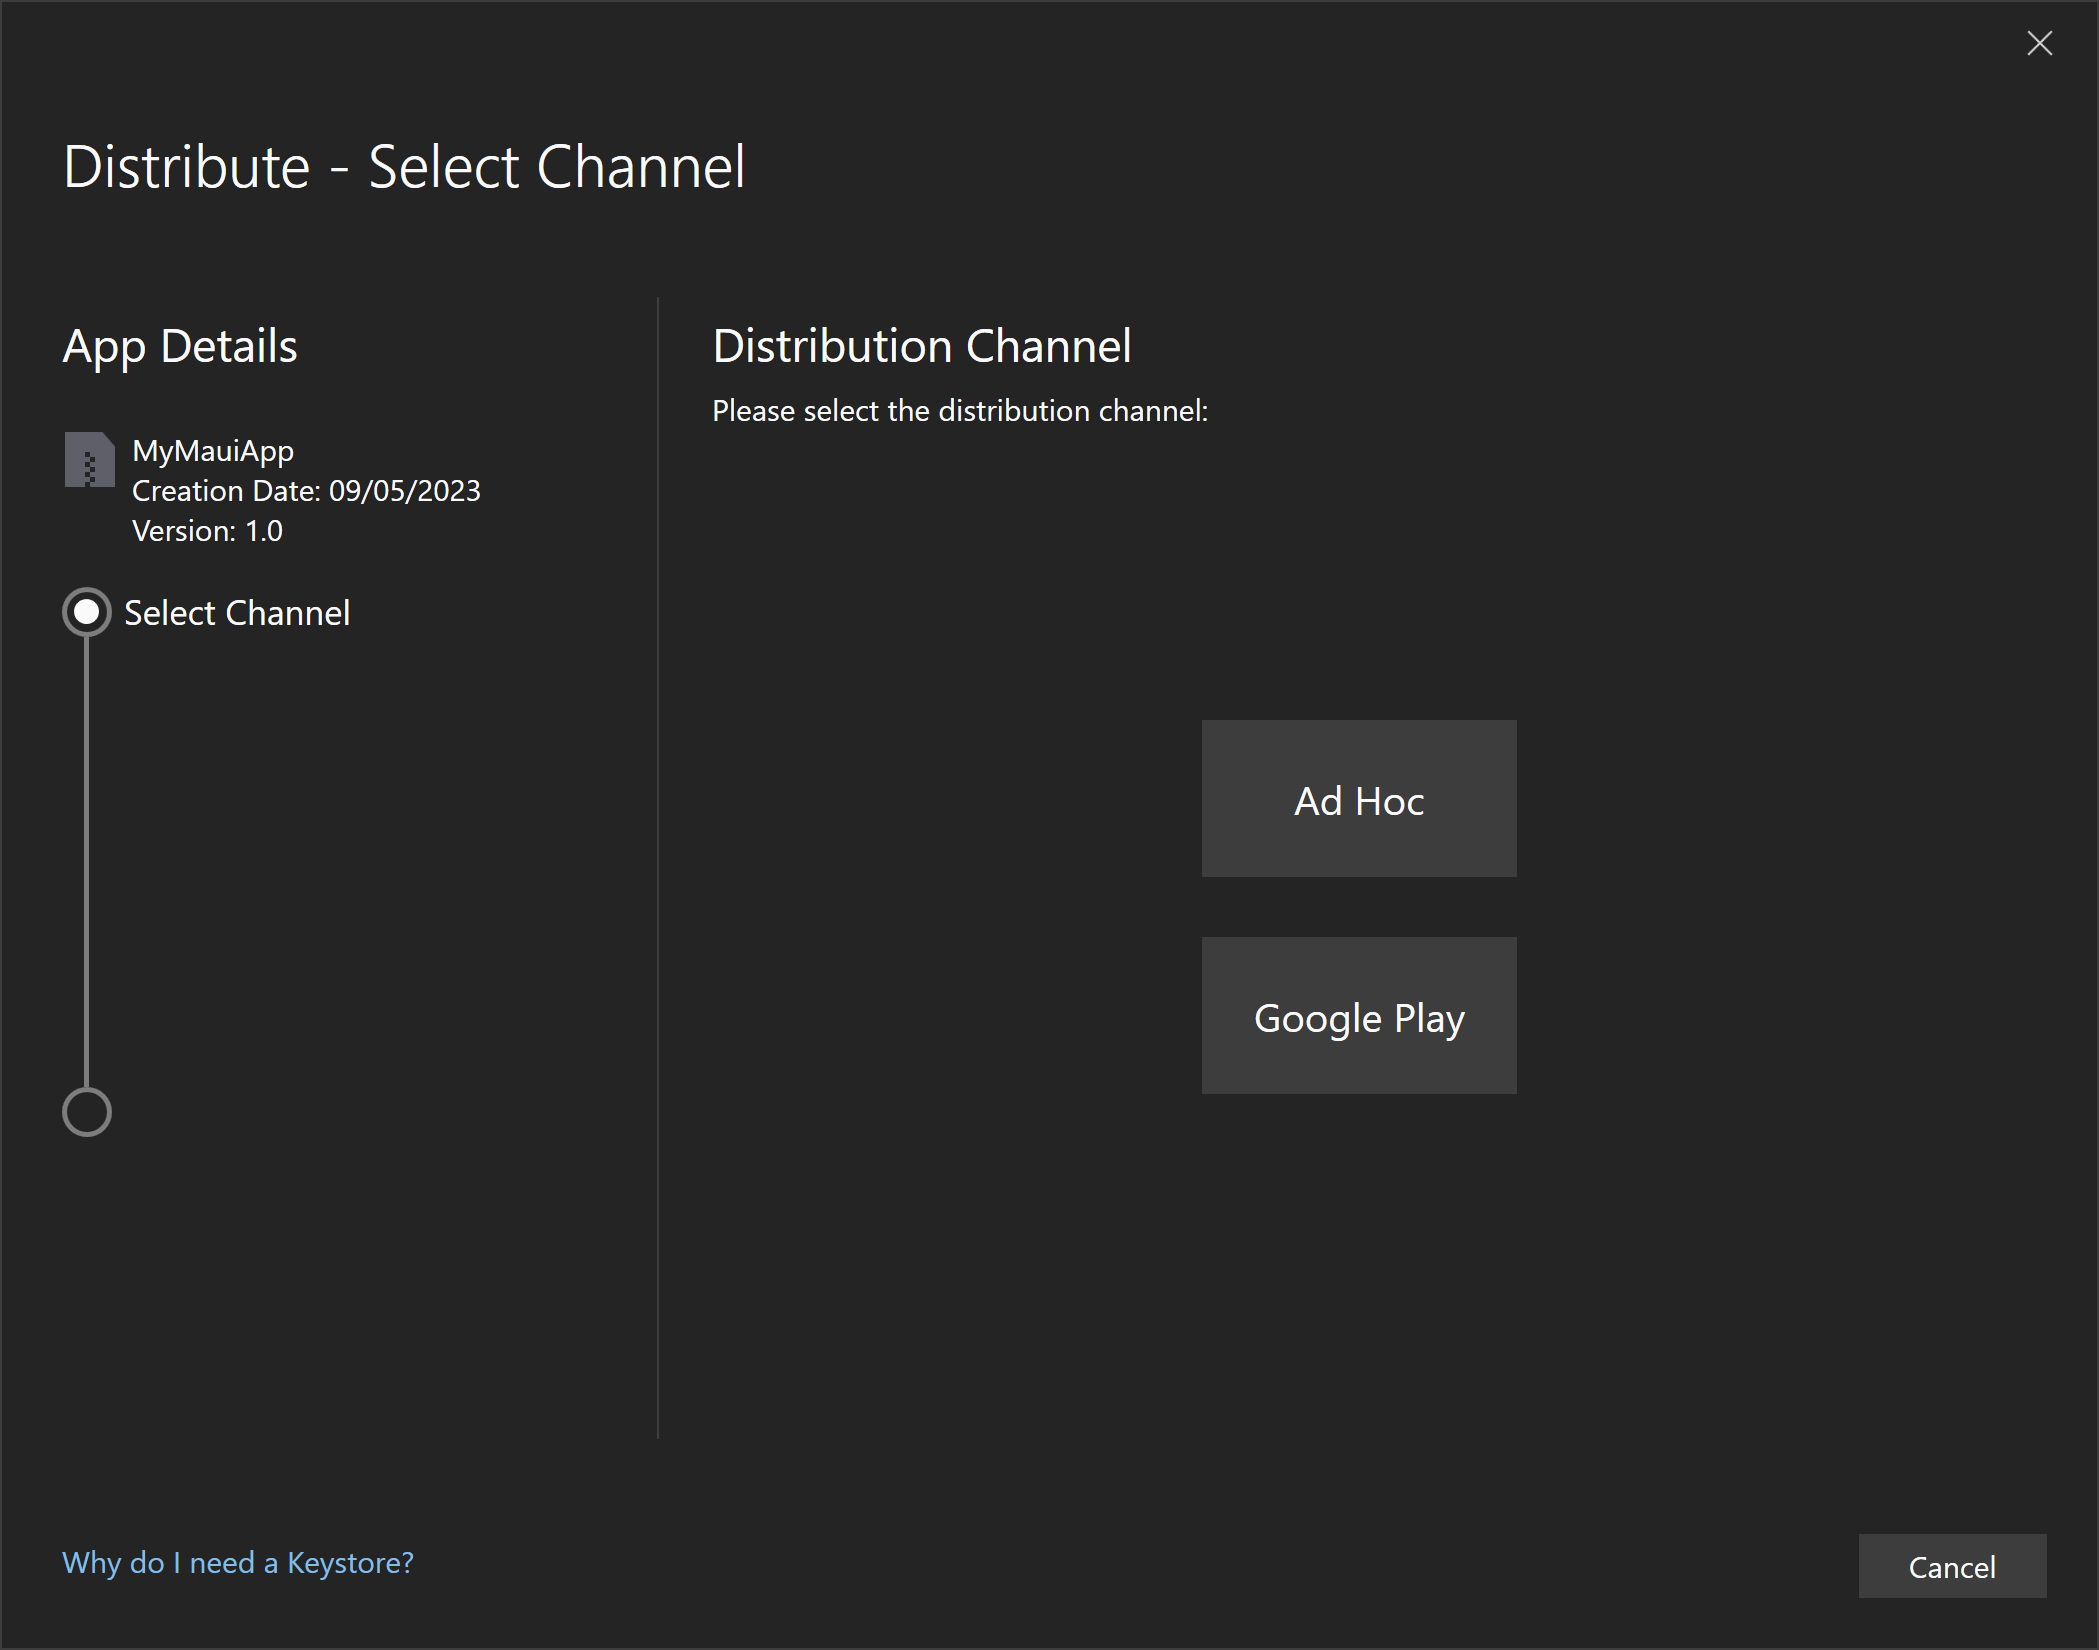 Distribute - Select Channel
App Details
MyMauiApp
Creation Date: 09/05/2023
Version: 1.0
Select Channel
Distribution Channel
Please select the distribution channel:
Ad Hoc
Google Play
Why do I need a Keystore?
Cancel